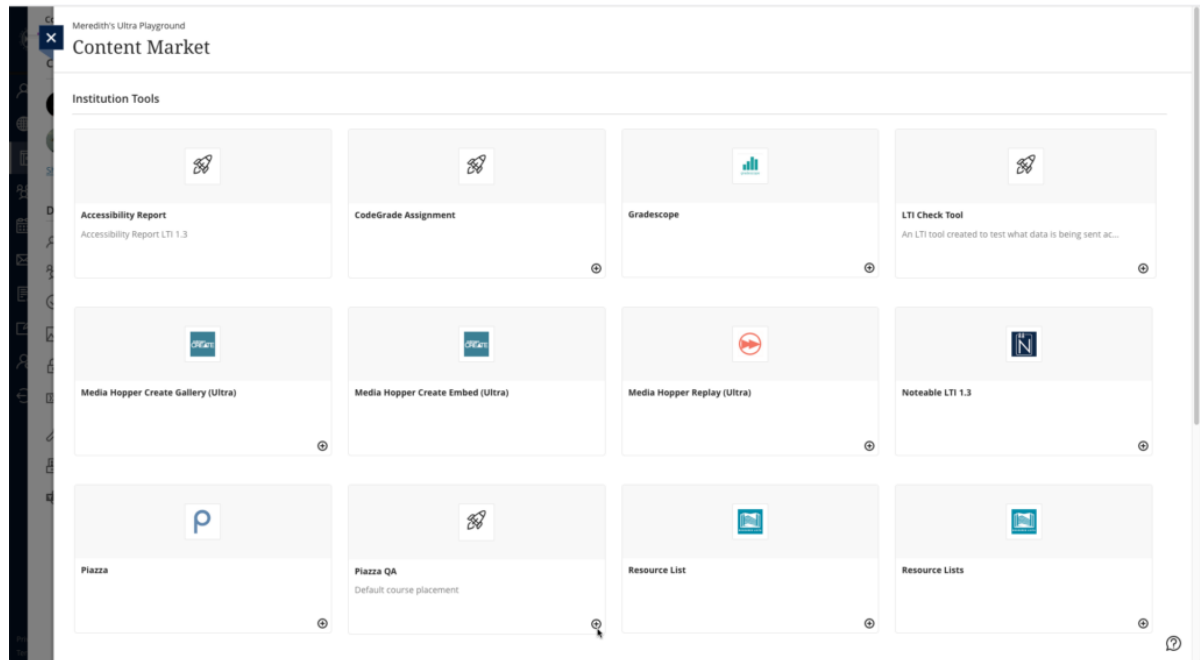 Meredith's Ultra Playground
Content Market
Institution Tools
Accessibility Report
Accessibility Report LTI 1.3
CodeGrade Assignment
Gradescope
LTI Check Tool
An LTI tool created to test what data is being sent ac...
CREATE
CREATE
Media Hopper Create Gallery (Ultra)
Media Hopper Create Embed (Ultra)
Media Hopper Replay (Ultra)
N
Noteable LTI 1.3
p
Piazza
Piazza QA
Default course placement
Resource List
Resource Lists